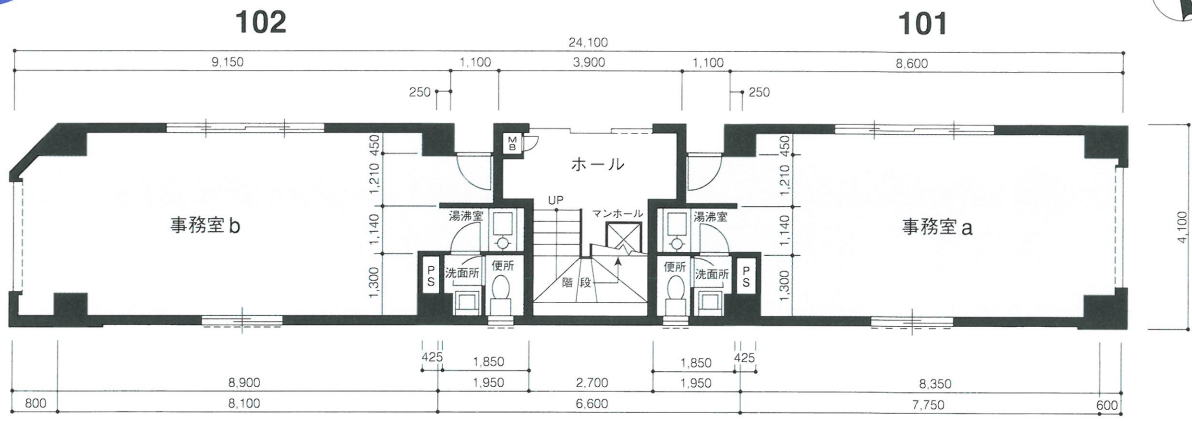 102
101
24,100
9,150
1,100
3,900
1,100
8,600
250
250
MB
ホール
450
1,210
1,140
1,300
450
1,210
1,140
1,300
4,100
UP
マンホール
湯沸室
湯沸室
事務室b
事務室a
PS
洗面所
便所
階段
便所
洗面所
PS
425
1,850
1,850
425
8,900
1,950
2,700
1,950
8,350
800
8,100
6,600
7,750
600